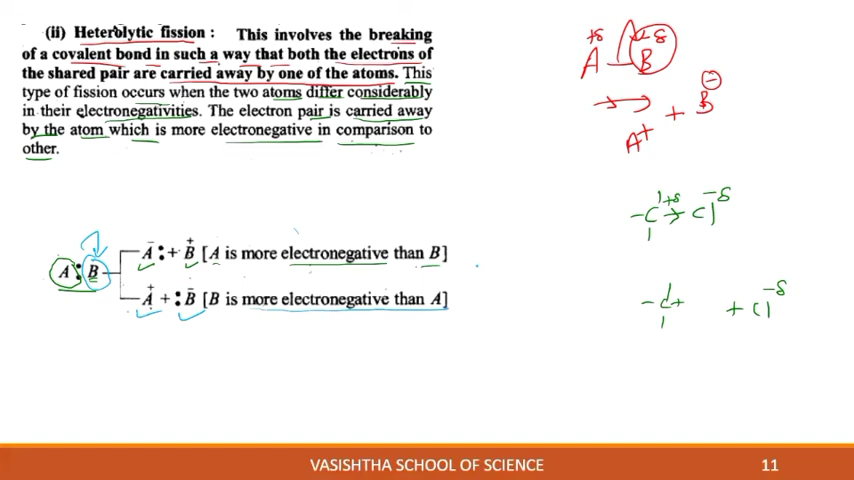 (ii) Heterolytic fission : This involves the breaking
of a covalent bond in such a way that both the electrons of
the shared pair are carried away by one of the atoms. This
type of fission occurs when the two atoms differ considerably
in their electronegativities. The electron pair is carried away
by the atom which is more electronegative in comparison to
other.
+δ -δ
A — B
→ A+ + B⊖
-C+δ → Cl-δ
A : B
Ā : + B+ [A is more electronegative than B]
A+ + : B̄ [B is more electronegative than A]
-C+ + Cl-δ
VASISHTHA SCHOOL OF SCIENCE 11